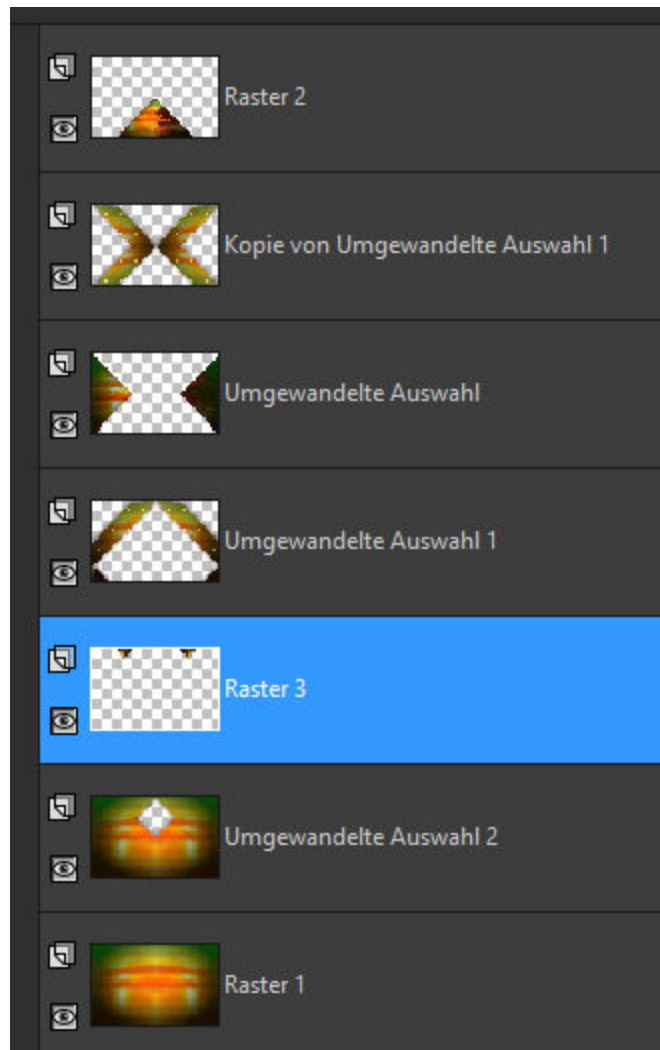 Raster 2
Kopie von Umgewandelte Auswahl 1
Umgewandelte Auswahl
Umgewandelte Auswahl 1
Raster 3
Umgewandelte Auswahl 2
Raster 1